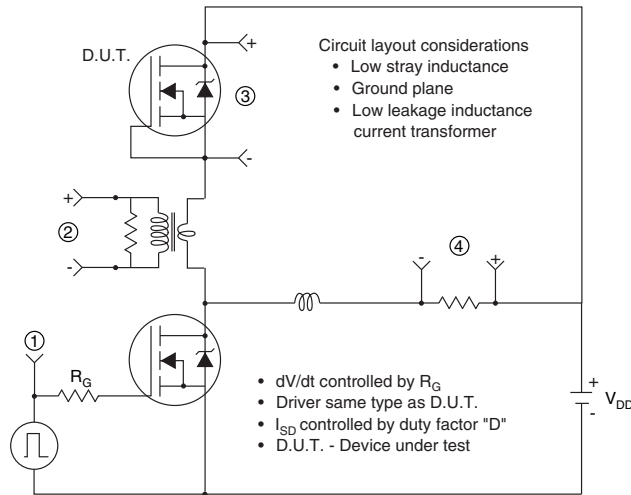 D.U.T.
+
③
-
Circuit layout considerations
• Low stray inductance
• Ground plane
• Low leakage inductance
current transformer
+
②
-
④
- +
①
R_G
• dV/dt controlled by R_G
• Driver same type as D.U.T.
• I_SD controlled by duty factor "D"
• D.U.T. - Device under test
+
V_DD
-